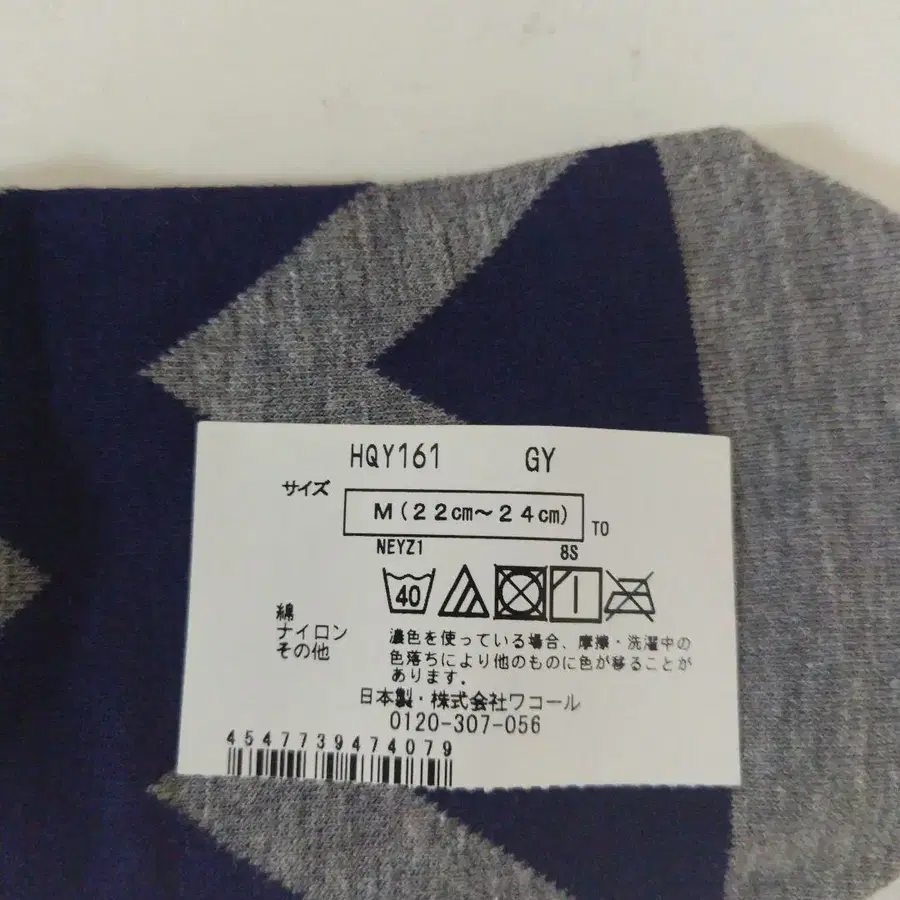 HQY161 GY
サイズ
M(22cm〜24cm) TO
NEYZ1 8S
40
綿
ナイロン
その他
濃色を使っている場合、摩擦・洗濯中の
色落ちにより他のものに色が移ることが
あります。
日本製・株式会社ワコール
0120-307-056
4547739474079